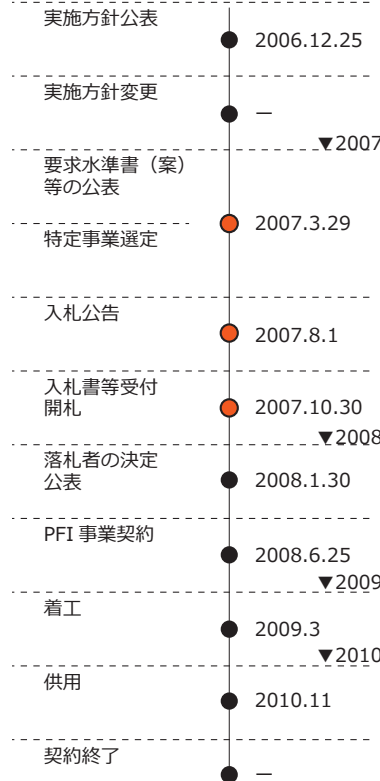 実施方針公表
2006.12.25
実施方針変更
—
▼2007
要求水準書（案）
等の公表
2007.3.29
特定事業選定
入札公告
2007.8.1
入札書等受付
開札
2007.10.30
▼2008
落札者の決定
公表
2008.1.30
PFI 事業契約
2008.6.25
▼2009
着工
2009.3
▼2010
供用
2010.11
契約終了
—